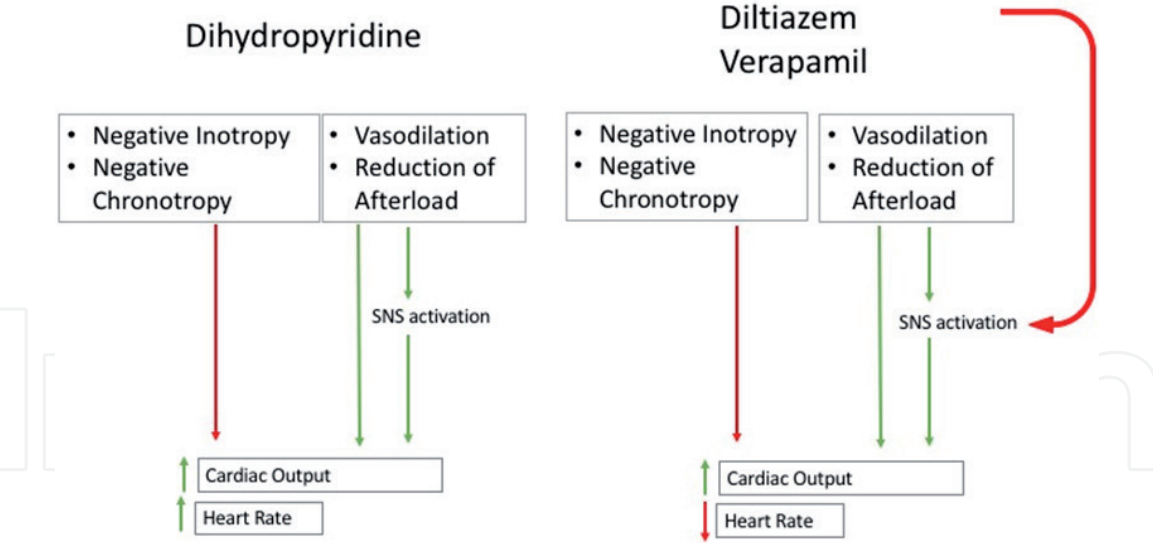 Dihydropyridine
• Negative Inotropy
• Negative
Chronotropy
• Vasodilation
• Reduction of
Afterload
SNS activation
Cardiac Output
Heart Rate
Diltiazem
Verapamil
• Negative Inotropy
• Negative
Chronotropy
• Vasodilation
• Reduction of
Afterload
SNS activation
Cardiac Output
Heart Rate